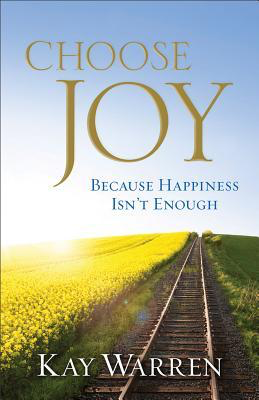 CHOOSE
JOY
BECAUSE HAPPINESS
ISN'T ENOUGH
KAY WARREN